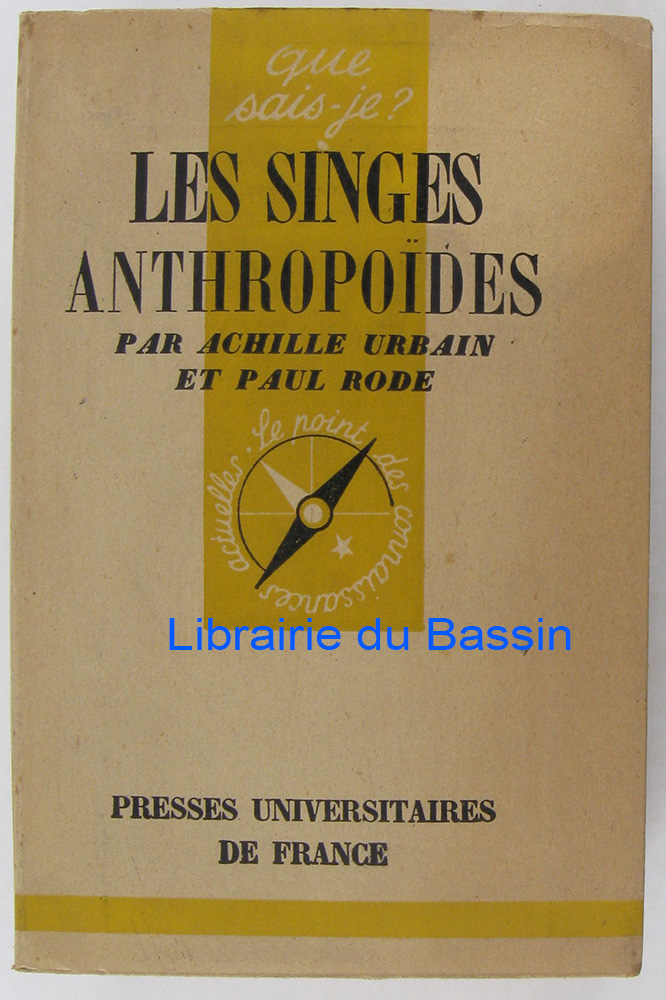 que
sais-je?
LES SINGES
ANTHROPOÏDES
PAR ACHILLE URBAIN
ET PAUL RODE
Le point des connaissances actuelles.
Librairie du Bassin
PRESSES UNIVERSITAIRES
DE FRANCE